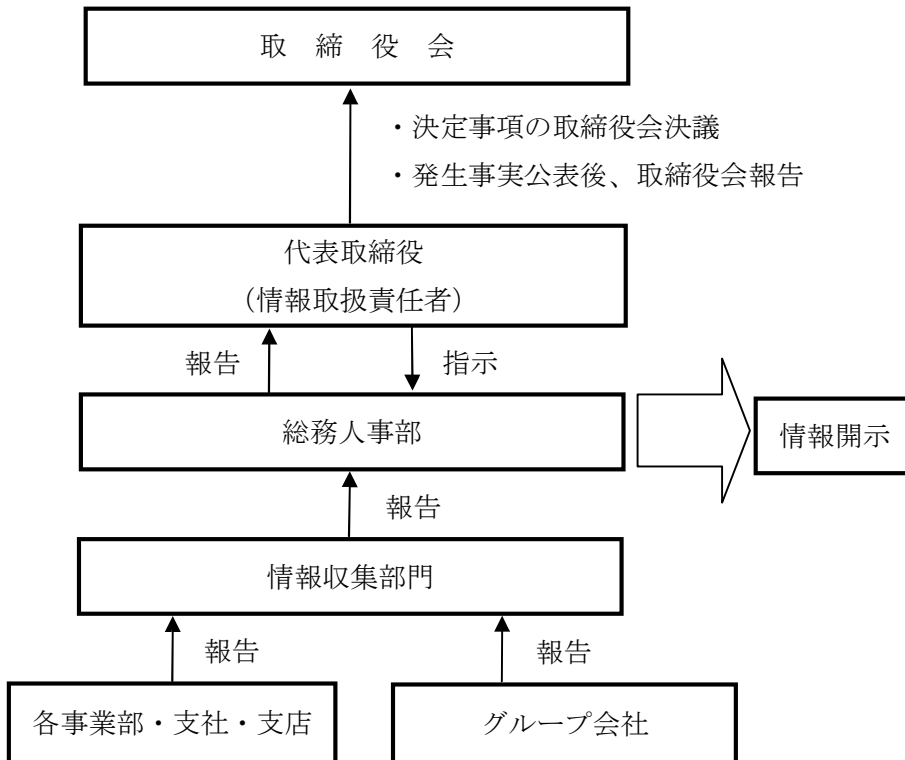 取 締 役 会
・決定事項の取締役会決議
・発生事実公表後、取締役会報告
代表取締役
（情報取扱責任者）
報告
指示
総務人事部
情報開示
報告
情報収集部門
報告
報告
各事業部・支社・支店
グループ会社